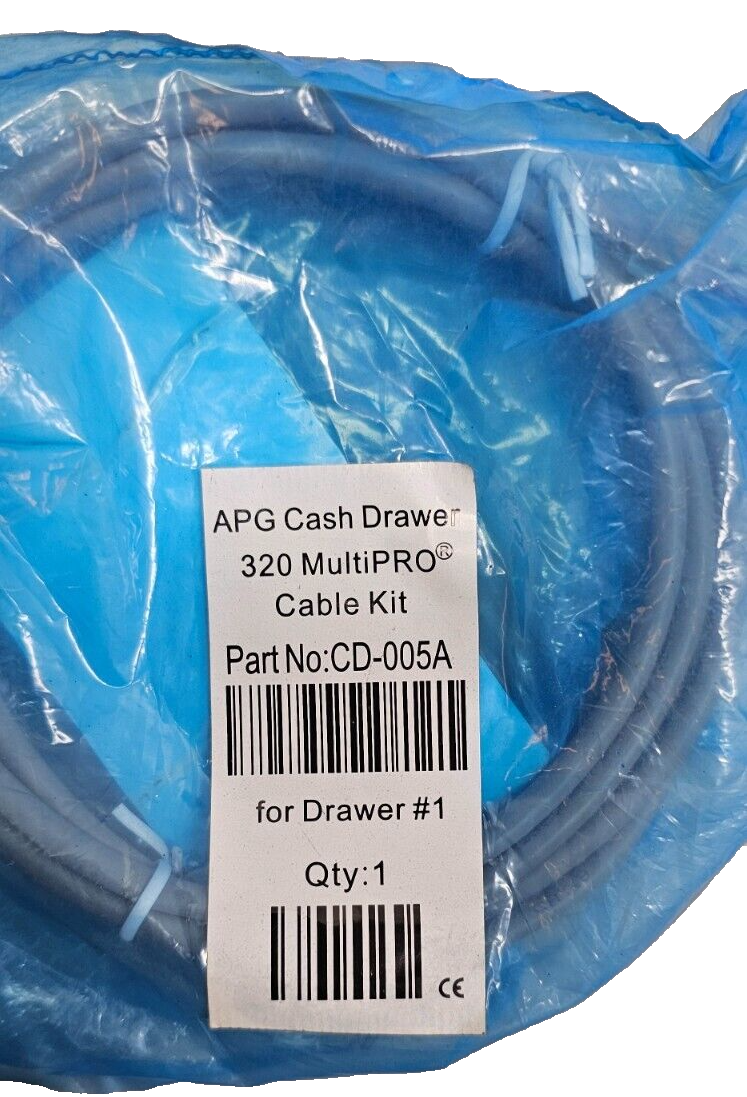 APG Cash Drawer
320 MultiPRO®
Cable Kit
Part No:CD-005A
for Drawer #1
Qty:1
CE